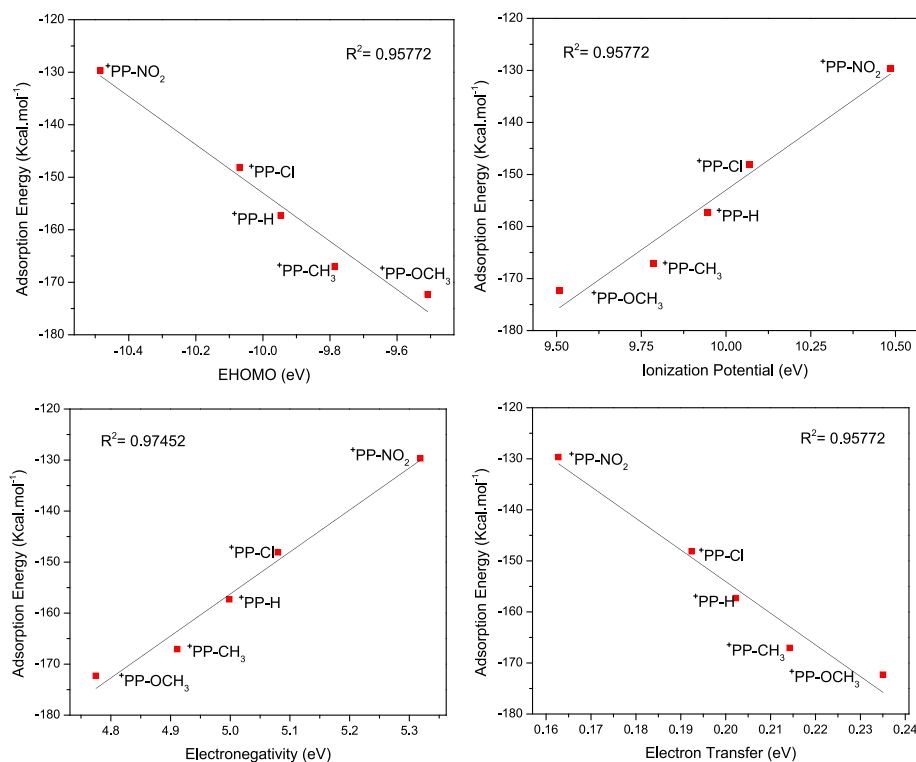 -120
-130
-140
-150
-160
-170
-180
Adsorption Energy (Kcal.mol⁻¹)
R²= 0.95772
⁺PP-NO₂
⁺PP-Cl
⁺PP-H
⁺PP-CH₃
⁺PP-OCH₃
-10.4 -10.2 -10.0 -9.8 -9.6
EHOMO (eV)
-120
-130
-140
-150
-160
-170
-180
Adsorption Energy (Kcal.mol⁻¹)
R²= 0.95772
⁺PP-NO₂
⁺PP-Cl
⁺PP-H
⁺PP-CH₃
⁺PP-OCH₃
9.50 9.75 10.00 10.25 10.50
Ionization Potential (eV)
-120
-130
-140
-150
-160
-170
-180
Adsorption Energy (Kcal.mol⁻¹)
R²= 0.97452
⁺PP-NO₂
⁺PP-Cl
⁺PP-H
⁺PP-CH₃
⁺PP-OCH₃
4.8 4.9 5.0 5.1 5.2 5.3
Electronegativity (eV)
-120
-130
-140
-150
-160
-170
-180
Adsorption Energy (Kcal.mol⁻¹)
R²= 0.95772
⁺PP-NO₂
⁺PP-Cl
⁺PP-H
⁺PP-CH₃
⁺PP-OCH₃
0.16 0.17 0.18 0.19 0.20 0.21 0.22 0.23 0.24
Electron Transfer (eV)